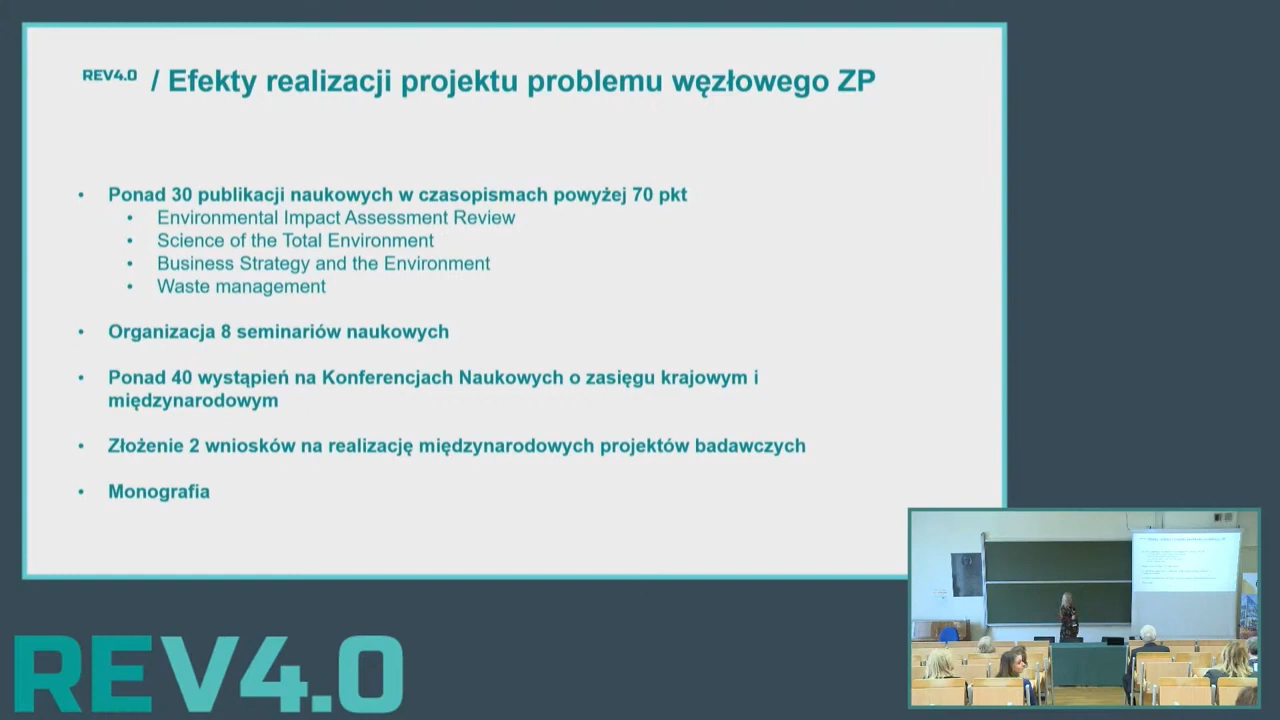 REV4.0 / Efekty realizacji projektu problemu węzłowego ZP
• Ponad 30 publikacji naukowych w czasopismach powyżej 70 pkt
• Environmental Impact Assessment Review
• Science of the Total Environment
• Business Strategy and the Environment
• Waste management
• Organizacja 8 seminariów naukowych
• Ponad 40 wystąpień na Konferencjach Naukowych o zasięgu krajowym i
międzynarodowym
• Złożenie 2 wniosków na realizację międzynarodowych projektów badawczych
• Monografia
REV4.0